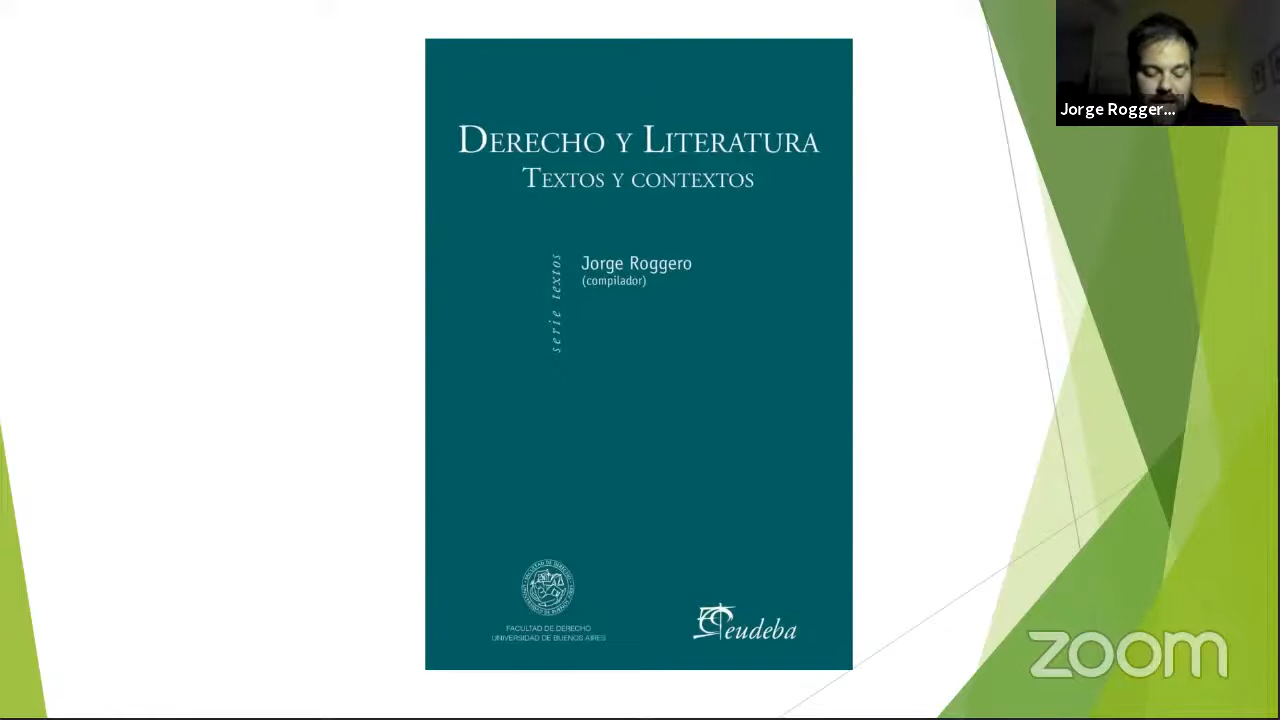 DERECHO Y LITERATURA
TEXTOS Y CONTEXTOS
serie textos
Jorge Roggero
(compilador)
FACULTAD DE DERECHO
UNIVERSIDAD DE BUENOS AIRES
eudeba
Jorge Rogger...
zoom